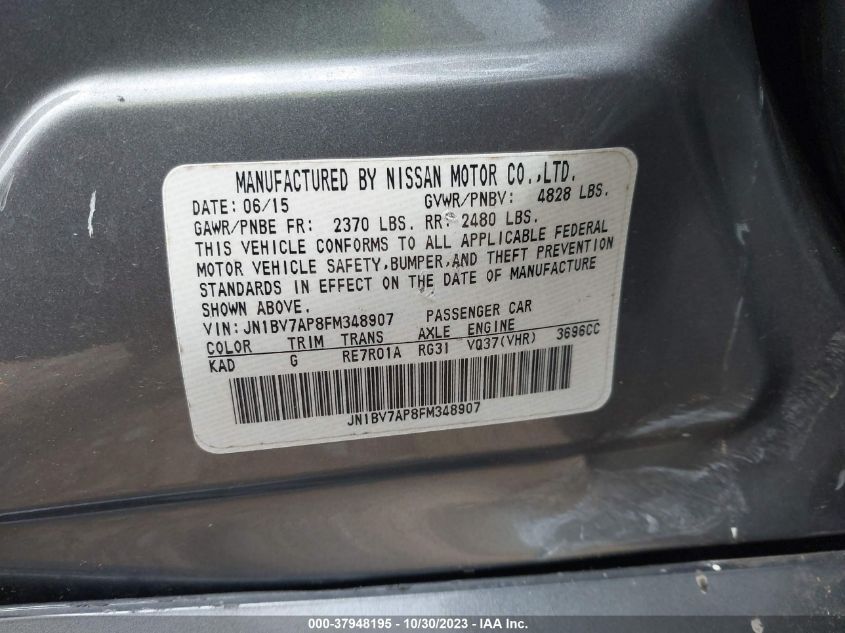 MANUFACTURED BY NISSAN MOTOR CO.,LTD.
DATE: 06/15 GVWR/PNBV: 4828 LBS.
GAWR/PNBE FR: 2370 LBS. RR: 2480 LBS.
THIS VEHICLE CONFORMS TO ALL APPLICABLE FEDERAL
MOTOR VEHICLE SAFETY,BUMPER,AND THEFT PREVENTION
STANDARDS IN EFFECT ON THE DATE OF MANUFACTURE
SHOWN ABOVE.
VIN: JN1BV7AP8FM348907 PASSENGER CAR
COLOR TRIM TRANS AXLE ENGINE
KAD G RE7R01A RG31 VQ37(VHR) 3696CC
JN1BV7AP8FM348907
000-37948195 - 10/30/2023 - IAA Inc.